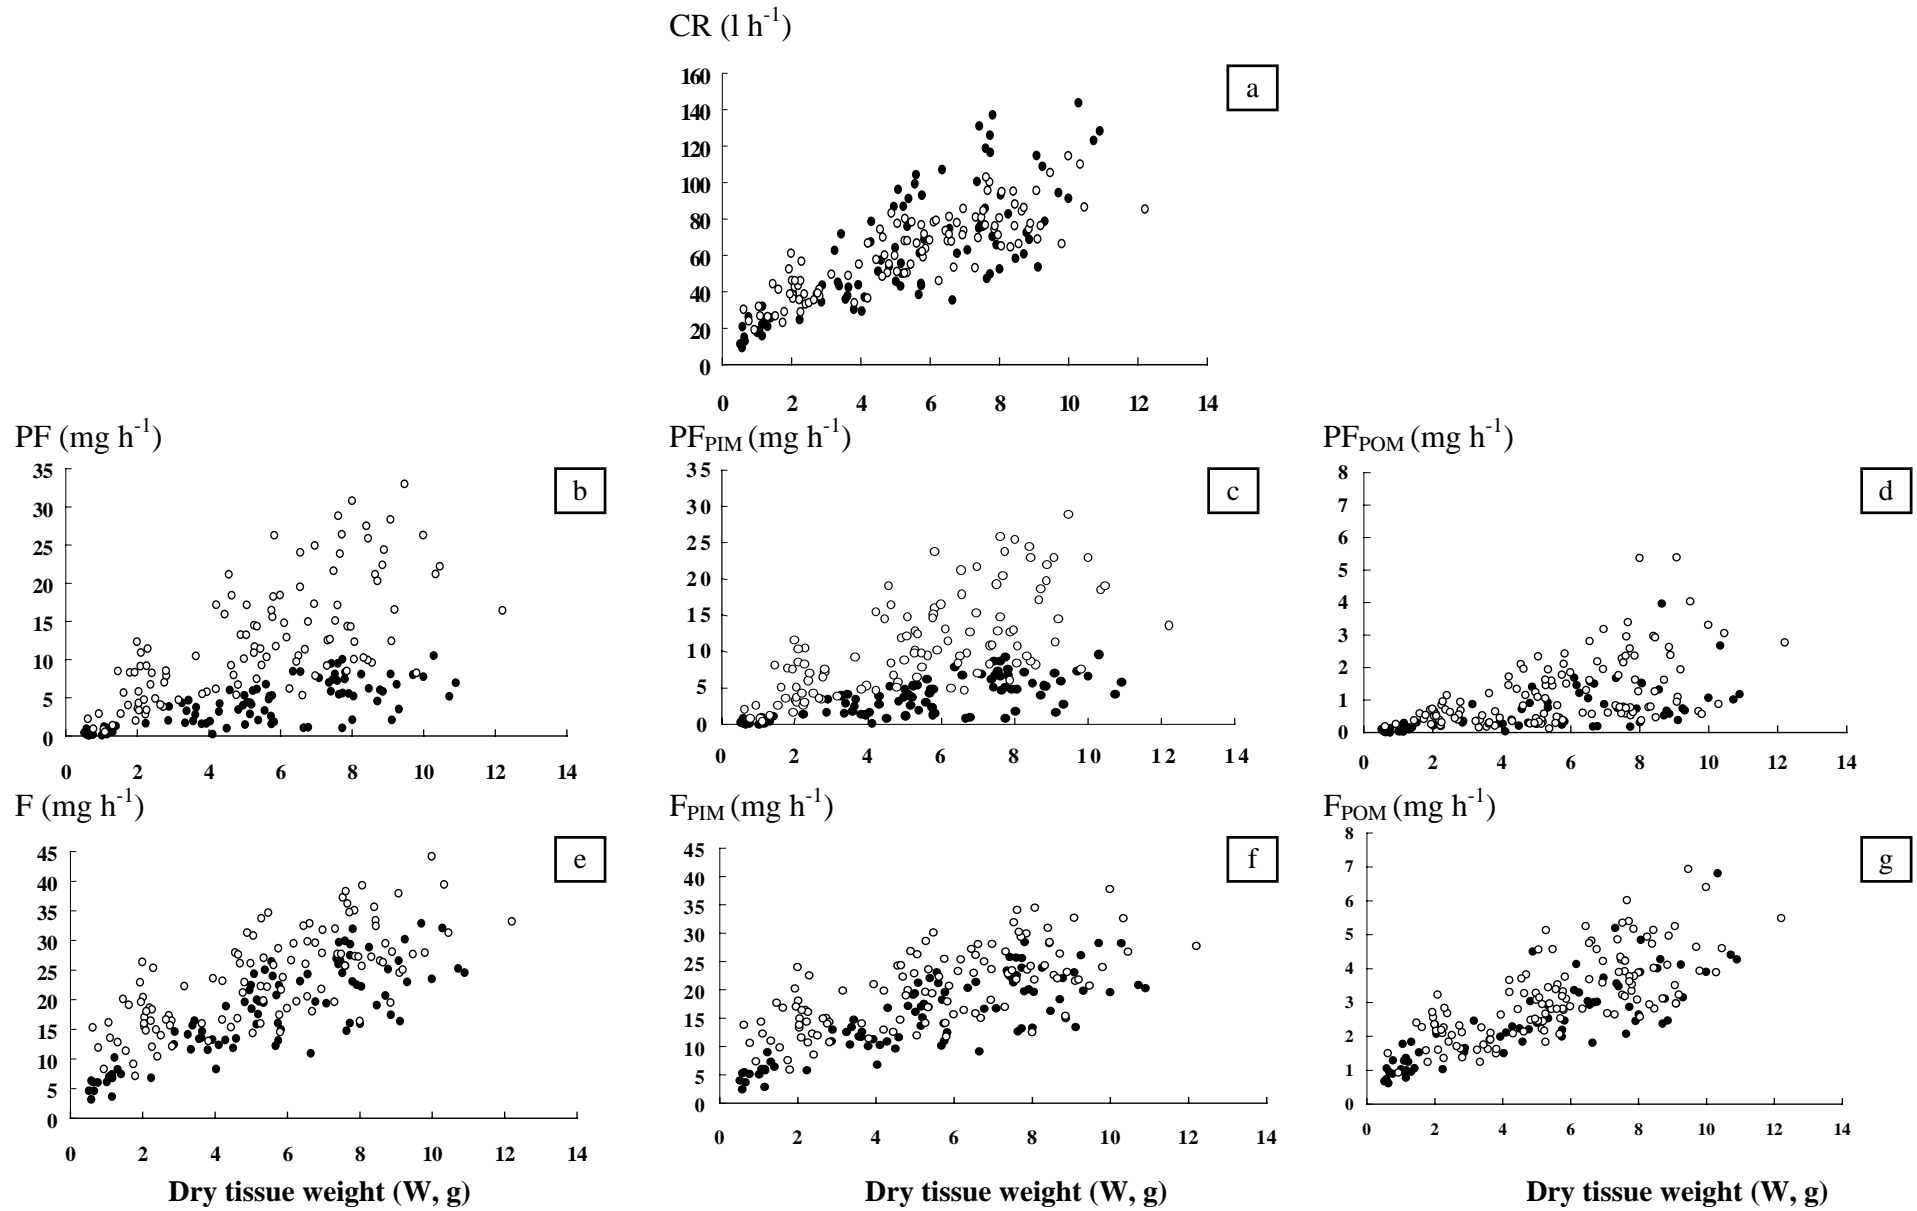 CR (l h⁻¹)
a
160
140
120
100
80
60
40
20
0
0 2 4 6 8 10 12 14
PF (mg h⁻¹)
b
35
30
25
20
15
10
5
0
0 2 4 6 8 10 12 14
PF_PIM (mg h⁻¹)
c
35
30
25
20
15
10
5
0
0 2 4 6 8 10 12 14
PF_POM (mg h⁻¹)
d
8
7
6
5
4
3
2
1
0
0 2 4 6 8 10 12 14
F (mg h⁻¹)
e
45
40
35
30
25
20
15
10
5
0
0 2 4 6 8 10 12 14
Dry tissue weight (W, g)
F_PIM (mg h⁻¹)
f
45
40
35
30
25
20
15
10
5
0
0 2 4 6 8 10 12 14
Dry tissue weight (W, g)
F_POM (mg h⁻¹)
g
8
7
6
5
4
3
2
1
0
0 2 4 6 8 10 12 14
Dry tissue weight (W, g)